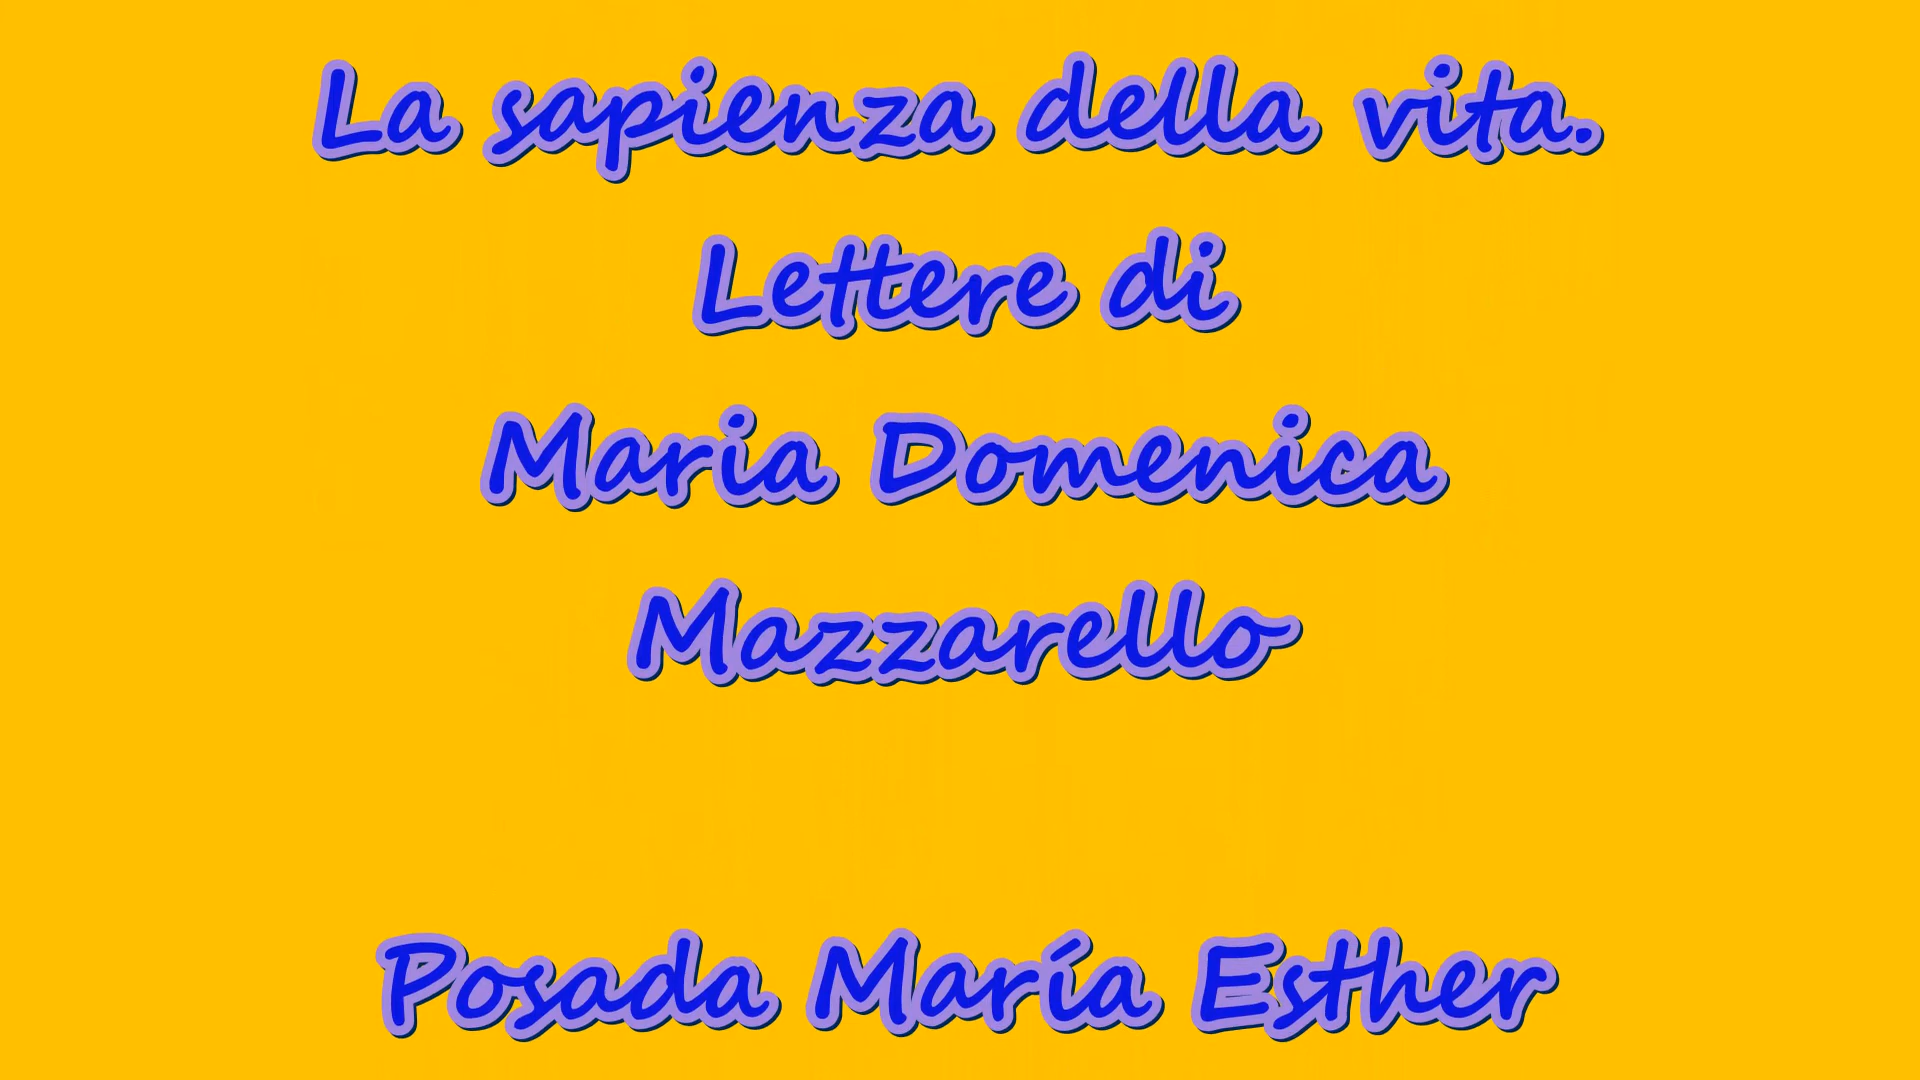 La sapienza della vita.
Lettere di
Maria Domenica
Mazzarello
Posada María Esther